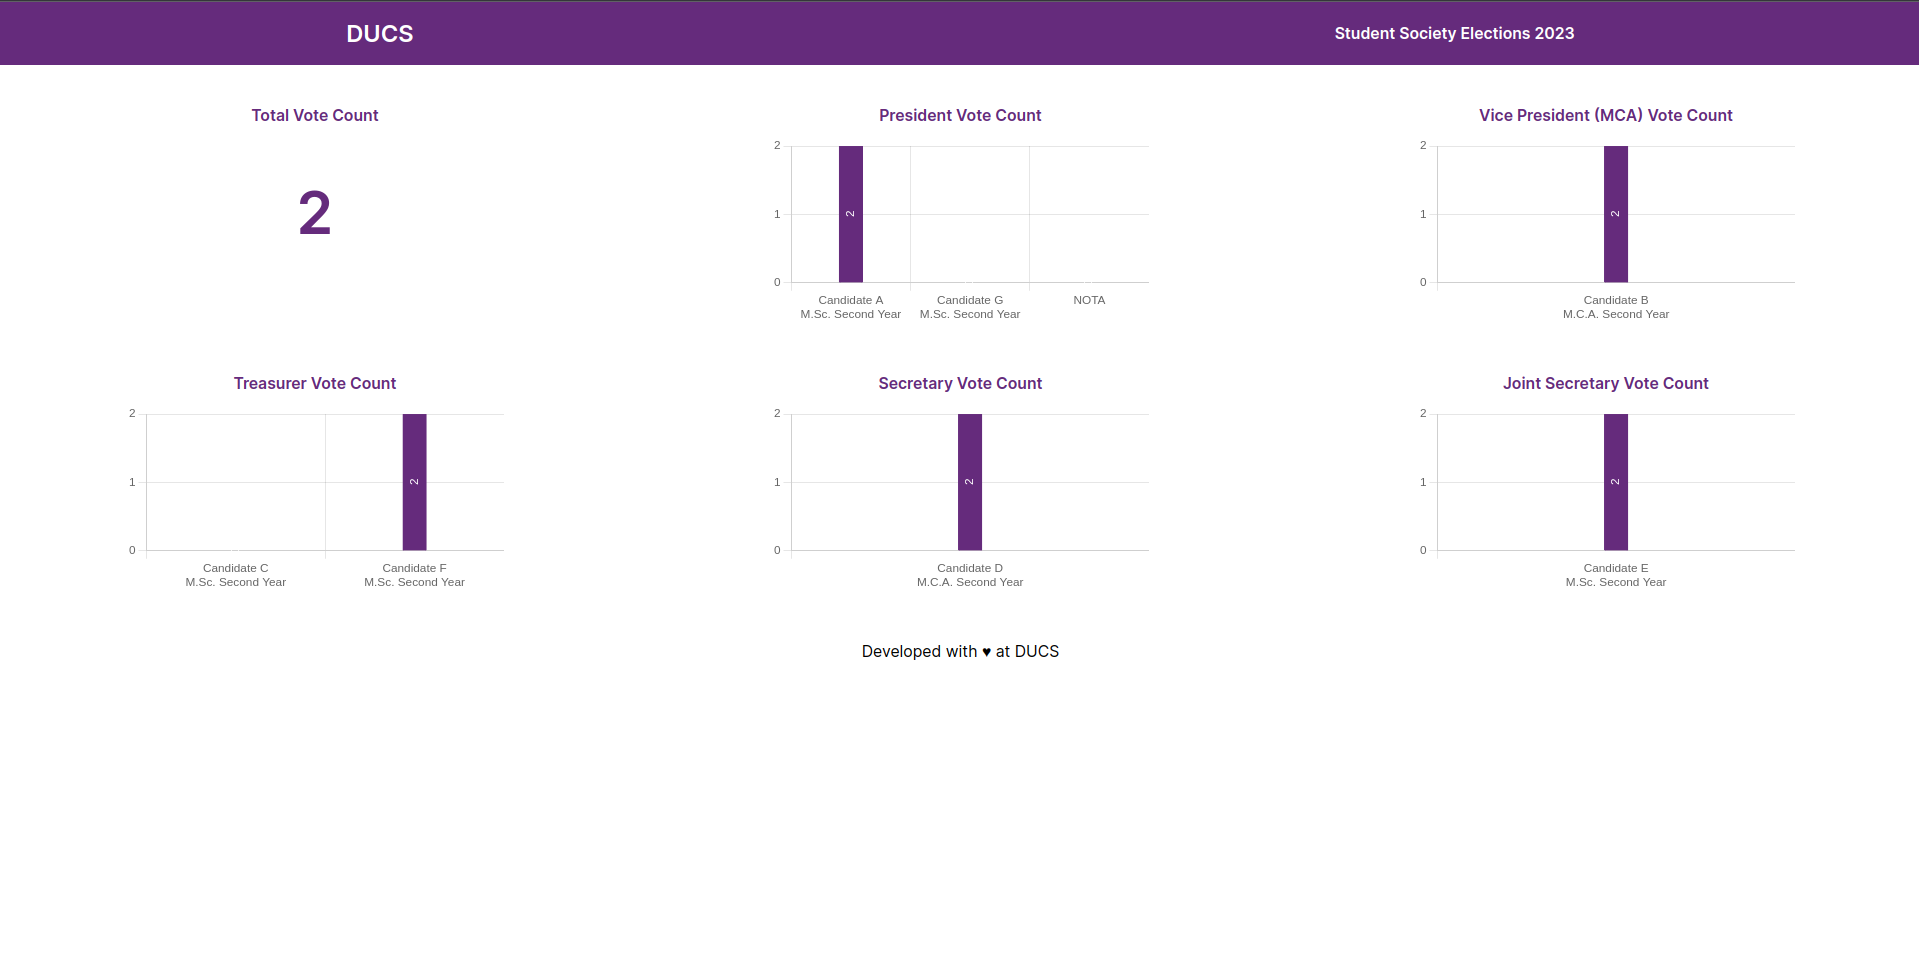 DUCS
Student Society Elections 2023
Total Vote Count
2
President Vote Count
2
1
0
2
Candidate A
M.Sc. Second Year
Candidate G
M.Sc. Second Year
NOTA
Vice President (MCA) Vote Count
2
1
0
2
Candidate B
M.C.A. Second Year
Treasurer Vote Count
2
1
0
2
Candidate C
M.Sc. Second Year
Candidate F
M.Sc. Second Year
Secretary Vote Count
2
1
0
2
Candidate D
M.C.A. Second Year
Joint Secretary Vote Count
2
1
0
2
Candidate E
M.Sc. Second Year
Developed with ♥ at DUCS